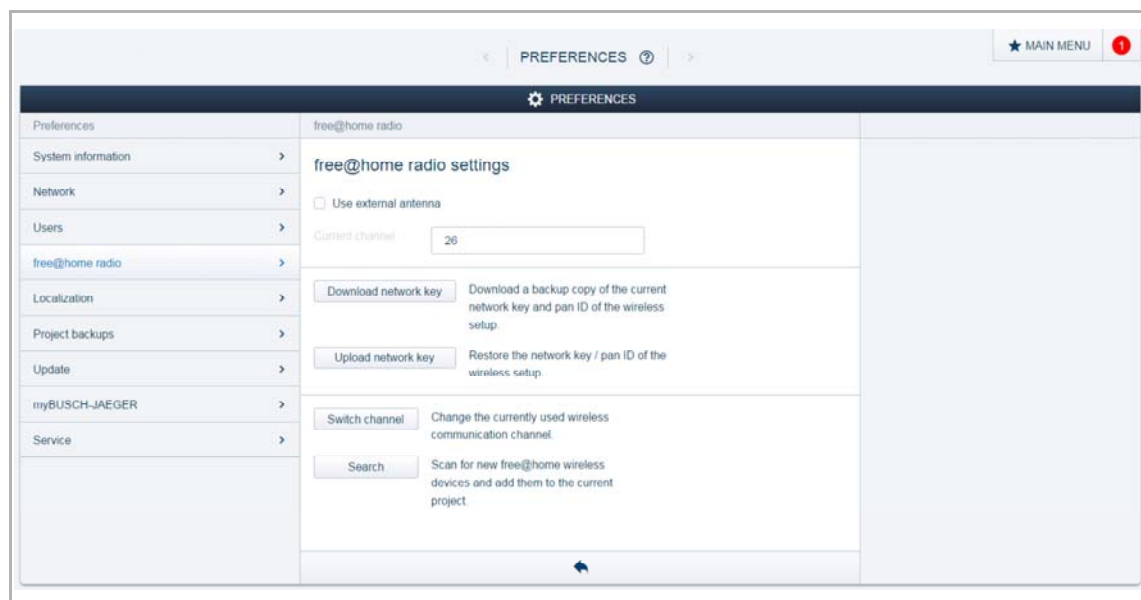 PREFERENCES
MAIN MENU
1
PREFERENCES
Preferences
System information
Network
Users
free@home radio
Localization
Project backups
Update
myBUSCH-JAEGER
Service
free@home radio
free@home radio settings
Use external antenna
Current channel
26
Download network key
Download a backup copy of the current
network key and pan ID of the wireless
setup.
Upload network key
Restore the network key / pan ID of the
wireless setup.
Switch channel
Change the currently used wireless
communication channel.
Search
Scan for new free@home wireless
devices and add them to the current
project.